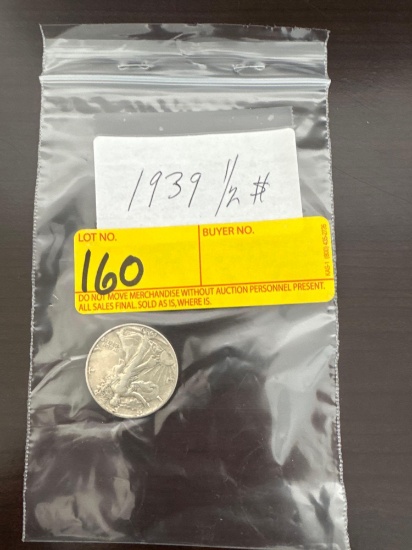 1939 1/2 #
LOT NO.
BUYER NO.
160
DO NOT MOVE MERCHANDISE WITHOUT AUCTION PERSONNEL PRESENT.
ALL SALES FINAL. SOLD AS IS, WHERE IS.